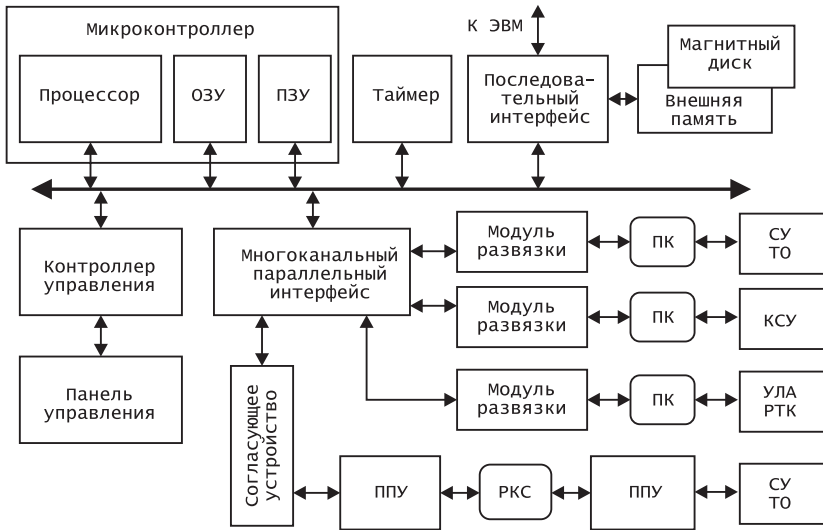 Микроконтроллер
Процессор
ОЗУ
ПЗУ
Таймер
К ЭВМ
Последова-
тельный
интерфейс
Магнитный
диск
Внешняя
память
Контроллер
управления
Панель
управления
Многоканальный
параллельный
интерфейс
Модуль
развязки
ПК
СУ
ТО
Модуль
развязки
ПК
КСУ
Модуль
развязки
ПК
УЛА
РТК
Согласующее
устройство
ППУ
РКС
ППУ
СУ
ТО